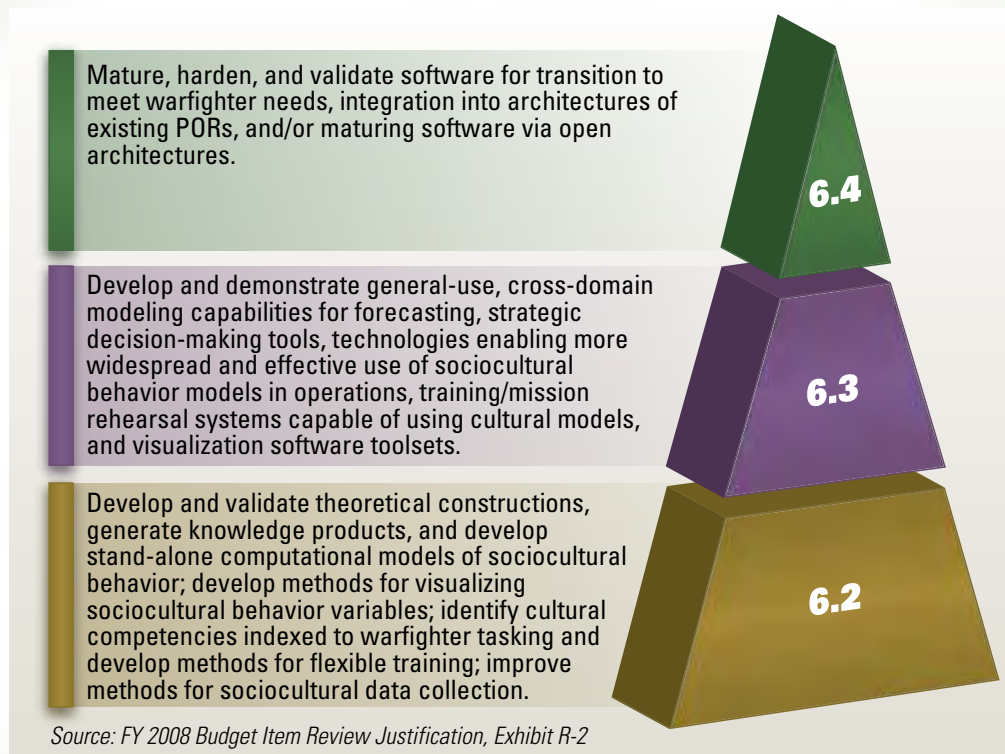 Mature, harden, and validate software for transition to
meet warfighter needs, integration into architectures of
existing PORs, and/or maturing software via open
architectures.
6.4
Develop and demonstrate general-use, cross-domain
modeling capabilities for forecasting, strategic
decision-making tools, technologies enabling more
widespread and effective use of sociocultural
behavior models in operations, training/mission
rehearsal systems capable of using cultural models,
and visualization software toolsets.
6.3
Develop and validate theoretical constructions,
generate knowledge products, and develop
stand-alone computational models of sociocultural
behavior; develop methods for visualizing
sociocultural behavior variables; identify cultural
competencies indexed to warfighter tasking and
develop methods for flexible training; improve
methods for sociocultural data collection.
6.2
Source: FY 2008 Budget Item Review Justification, Exhibit R-2